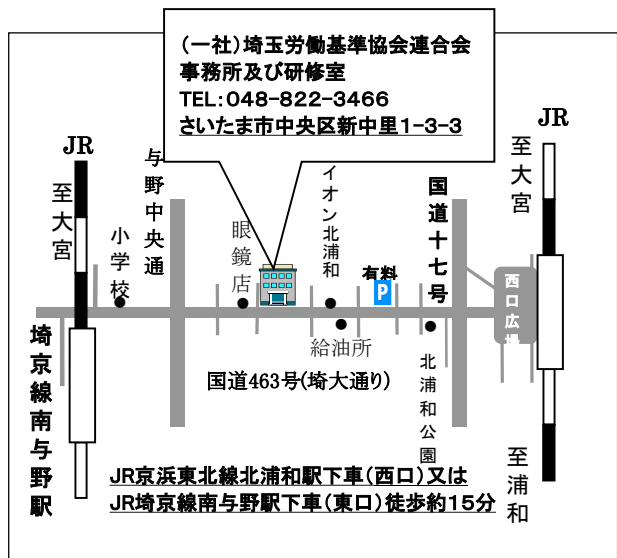 (一社)埼玉労働基準協会連合会
事務所及び研修室
TEL:048-822-3466
さいたま市中央区新中里1-3-3
JR
至大宮
小学校
与野中央通
眼鏡店
イオン北浦和
有料
P
国道十七号
JR
至大宮
西口広場
埼京線南与野駅
給油所
北浦和公園
国道463号(埼大通り)
至浦和
JR京浜東北線北浦和駅下車(西口)又は
JR埼京線南与野駅下車(東口)徒歩約15分